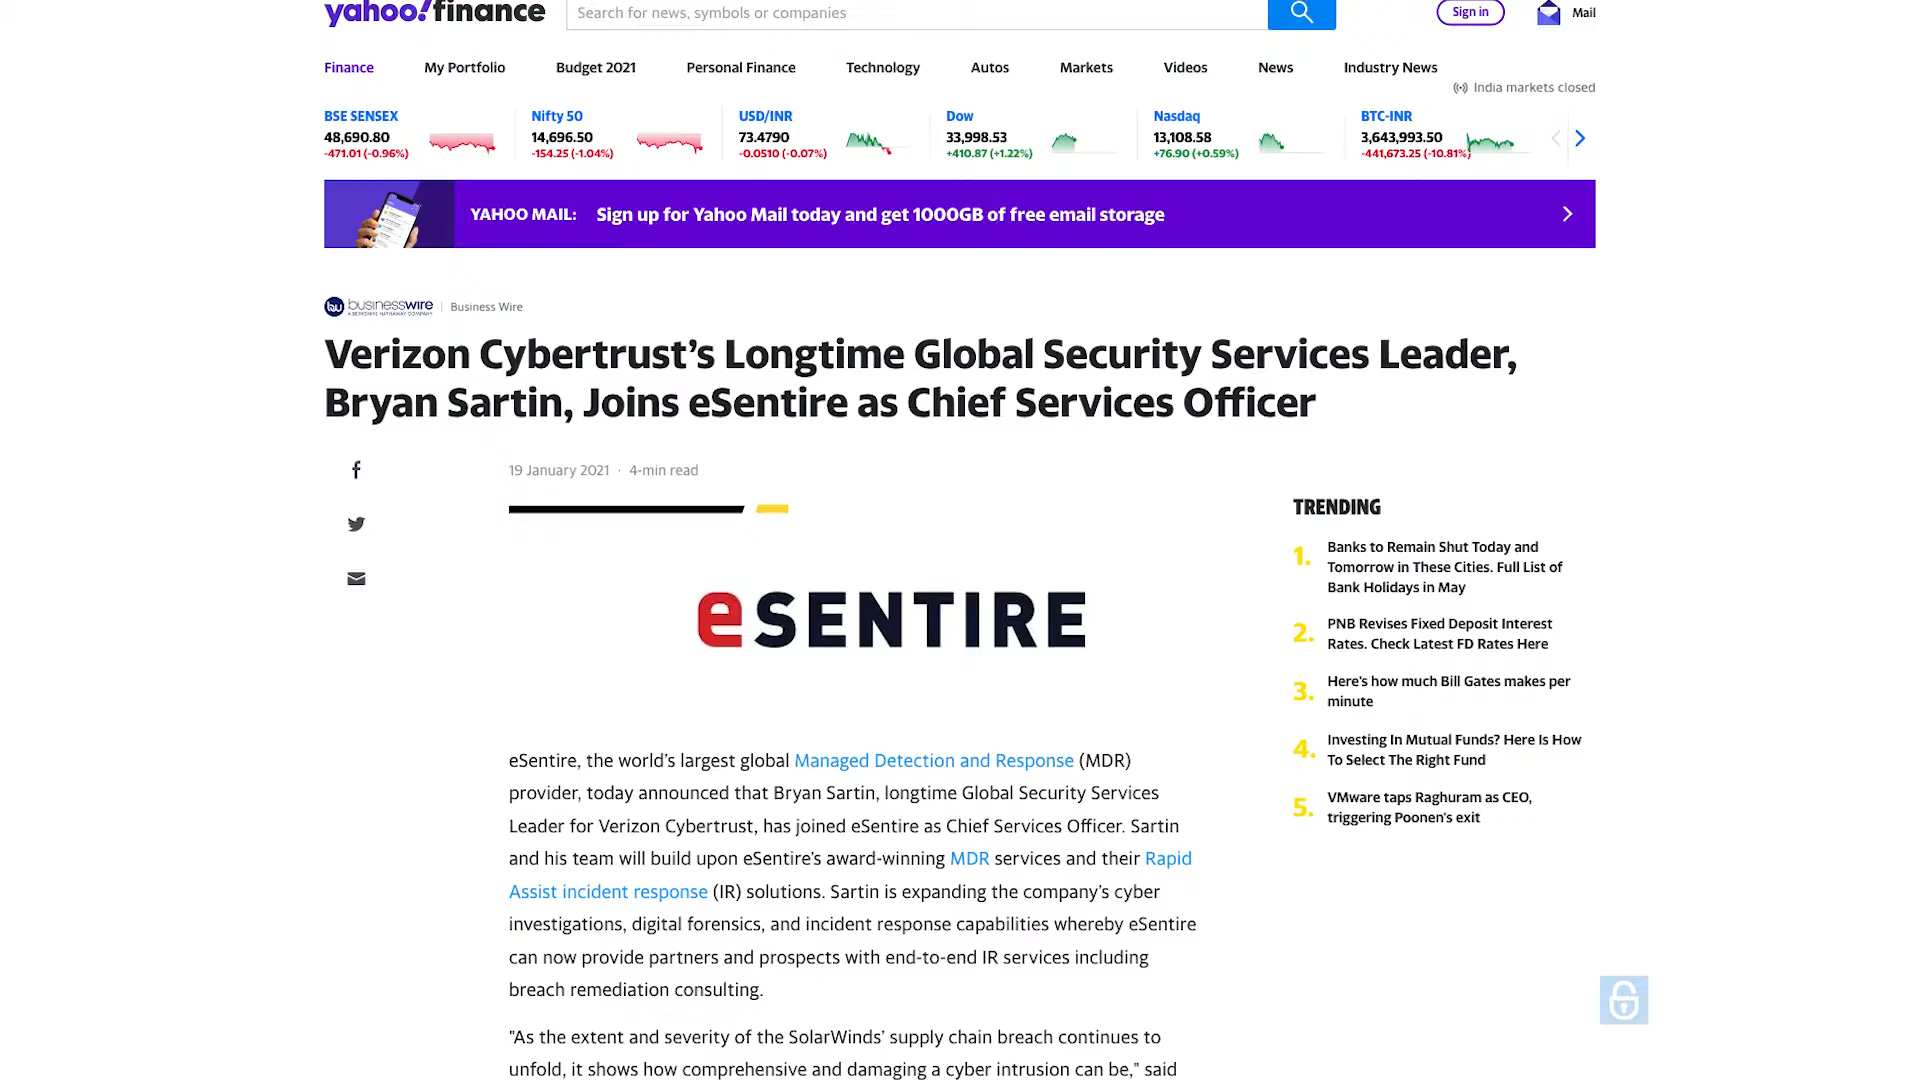 yahoo!finance
Search for news, symbols or companies
Sign in
Mail
Finance
My Portfolio
Budget 2021
Personal Finance
Technology
Autos
Markets
Videos
News
Industry News
India markets closed
BSE SENSEX
48,690.80
-471.01 (-0.96%)
Nifty 50
14,696.50
-154.25 (-1.04%)
USD/INR
73.4790
-0.0510 (-0.07%)
Dow
33,998.53
+410.87 (+1.22%)
Nasdaq
13,108.58
+76.90 (+0.59%)
BTC-INR
3,643,993.50
-441,673.25 (-10.81%)
YAHOO MAIL: Sign up for Yahoo Mail today and get 1000GB of free email storage
bw businesswire
A BERKSHIRE HATHAWAY COMPANY
Business Wire
Verizon Cybertrust’s Longtime Global Security Services Leader,
Bryan Sartin, Joins eSentire as Chief Services Officer
19 January 2021 · 4-min read
eSENTIRE
eSentire, the world’s largest global Managed Detection and Response (MDR)
provider, today announced that Bryan Sartin, longtime Global Security Services
Leader for Verizon Cybertrust, has joined eSentire as Chief Services Officer. Sartin
and his team will build upon eSentire’s award-winning MDR services and their Rapid
Assist incident response (IR) solutions. Sartin is expanding the company’s cyber
investigations, digital forensics, and incident response capabilities whereby eSentire
can now provide partners and prospects with end-to-end IR services including
breach remediation consulting.
"As the extent and severity of the SolarWinds’ supply chain breach continues to
unfold, it shows how comprehensive and damaging a cyber intrusion can be," said
TRENDING
1. Banks to Remain Shut Today and
Tomorrow in These Cities. Full List of
Bank Holidays in May
2. PNB Revises Fixed Deposit Interest
Rates. Check Latest FD Rates Here
3. Here's how much Bill Gates makes per
minute
4. Investing In Mutual Funds? Here Is How
To Select The Right Fund
5. VMware taps Raghuram as CEO,
triggering Poonen's exit